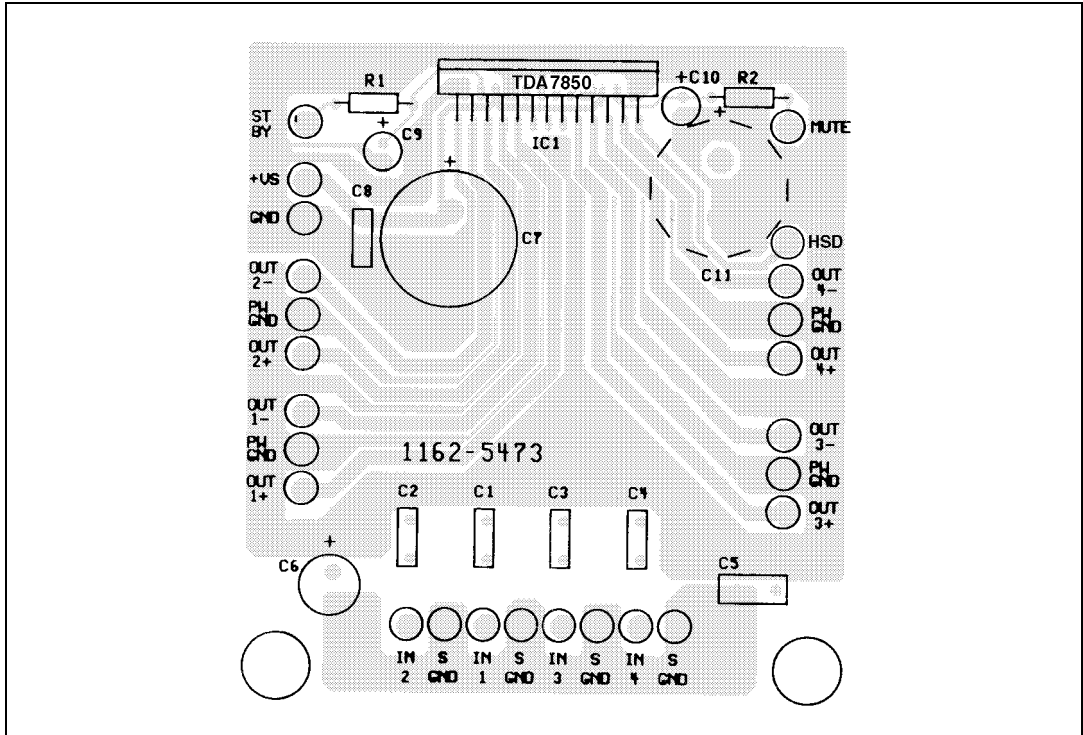 +C10
R2
R1
TDA7850
ST
BY
C9
IC1
MUTE
+
+
+
+VS
C8
GND
C7
HSD
OUT
2-
C11
OUT
4-
PW
GND
PW
GND
OUT
2+
OUT
4+
OUT
1-
OUT
3-
PW
GND
1162-5473
PW
GND
OUT
1+
C2
C1
C3
C4
OUT
3+
+
C6
C5
IN
2
S
GND
IN
1
S
GND
IN
3
S
GND
IN
4
S
GND